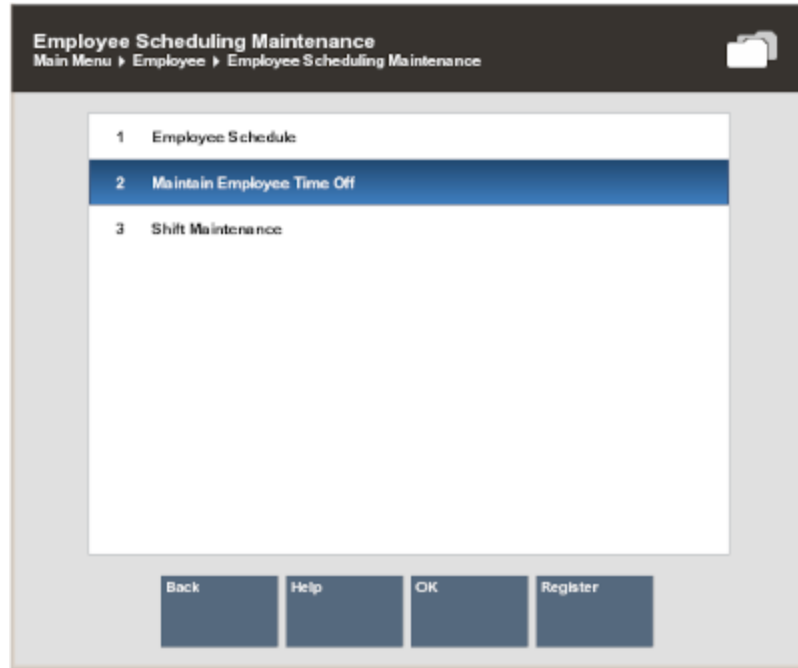 Employee Scheduling Maintenance
Main Menu ▸ Employee ▸ Employee Scheduling Maintenance
1 Employee Schedule
2 Maintain Employee Time Off
3 Shift Maintenance
Back Help OK Register